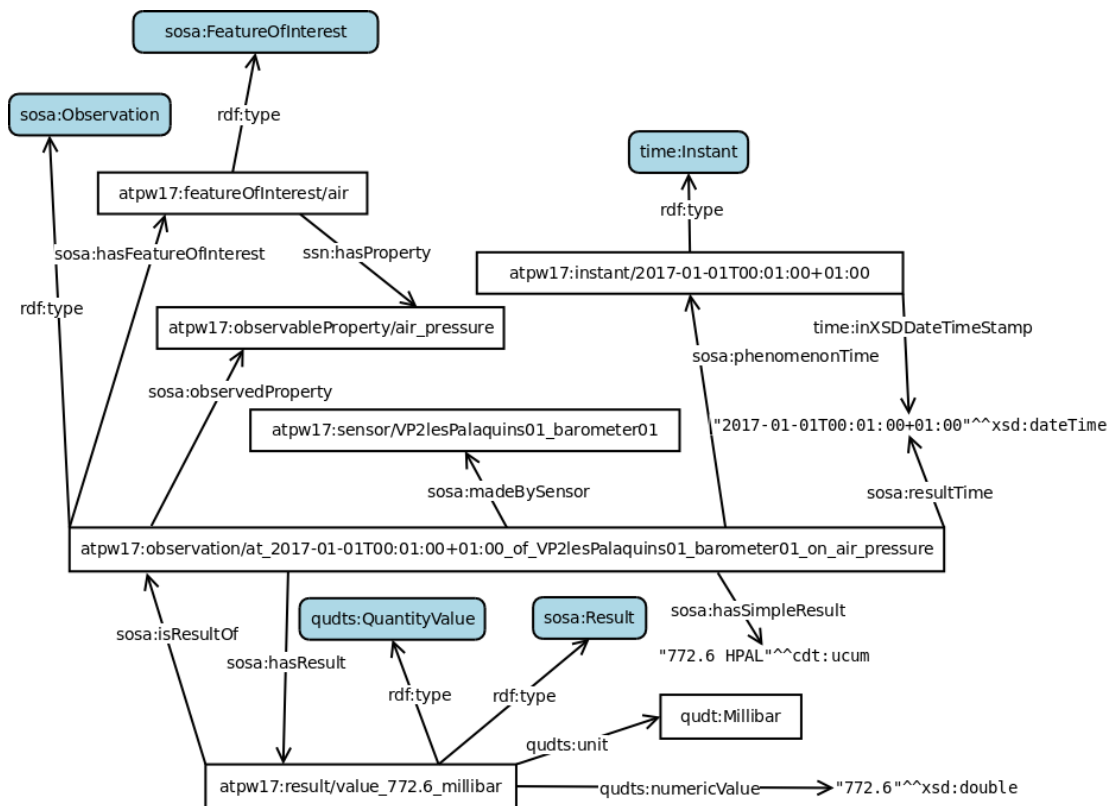 sosa:FeatureOfInterest
sosa:Observation
rdf:type
time:Instant
atpw17:featureOfInterest/air
rdf:type
sosa:hasFeatureOfInterest
ssn:hasProperty
atpw17:instant/2017-01-01T00:01:00+01:00
rdf:type
atpw17:observableProperty/air_pressure
time:inXSDDateTimeStamp
sosa:phenomenonTime
sosa:observedProperty
atpw17:sensor/VP2lesPalaquins01_barometer01
"2017-01-01T00:01:00+01:00"^^xsd:dateTime
sosa:madeBySensor
sosa:resultTime
atpw17:observation/at_2017-01-01T00:01:00+01:00_of_VP2lesPalaquins01_barometer01_on_air_pressure
qudts:QuantityValue
sosa:Result
sosa:hasSimpleResult
sosa:isResultOf
sosa:hasResult
"772.6 HPAL"^^cdt:ucum
rdf:type
rdf:type
qudt:Millibar
qudts:unit
atpw17:result/value_772.6_millibar
qudts:numericValue
"772.6"^^xsd:double